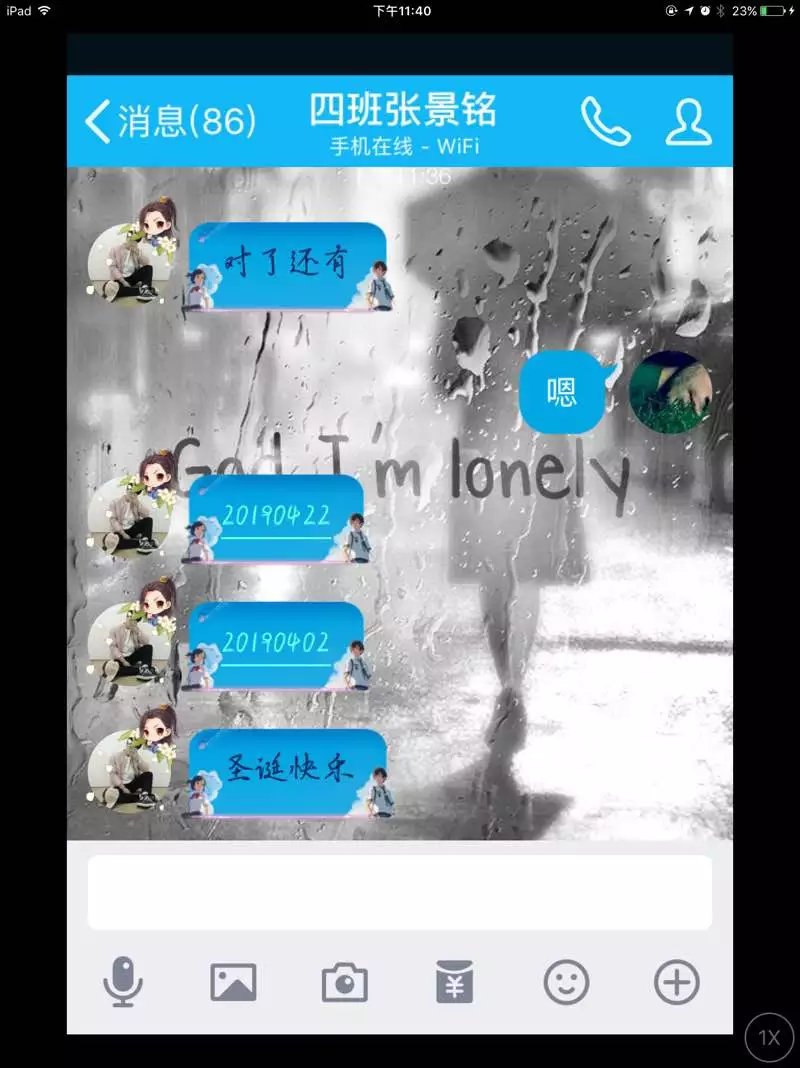 iPad 下午11:40 23%
消息(86) 四班张景铭
手机在线 - WiFi
11:36
对了还有
嗯
God, I'm lonely
20190422
20190402
圣诞快乐
1X